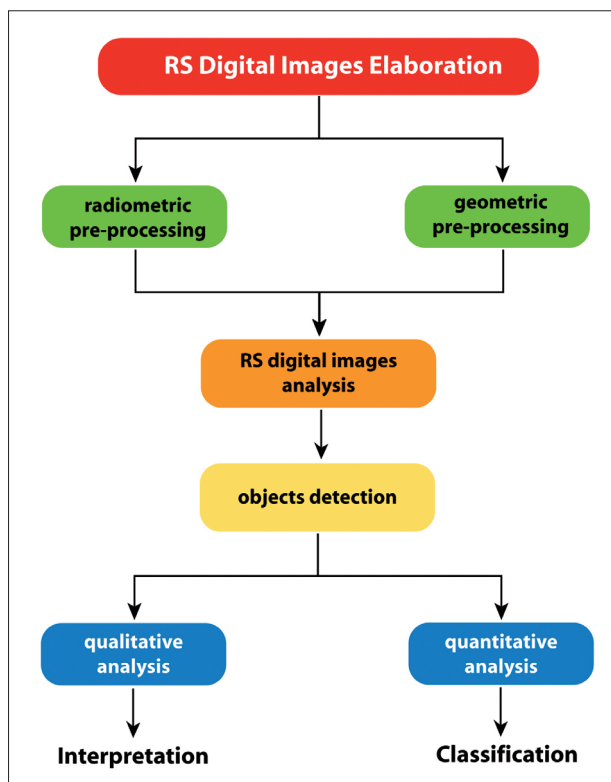 RS Digital Images Elaboration
radiometric
pre-processing
geometric
pre-processing
RS digital images
analysis
objects detection
qualitative
analysis
quantitative
analysis
Interpretation
Classification